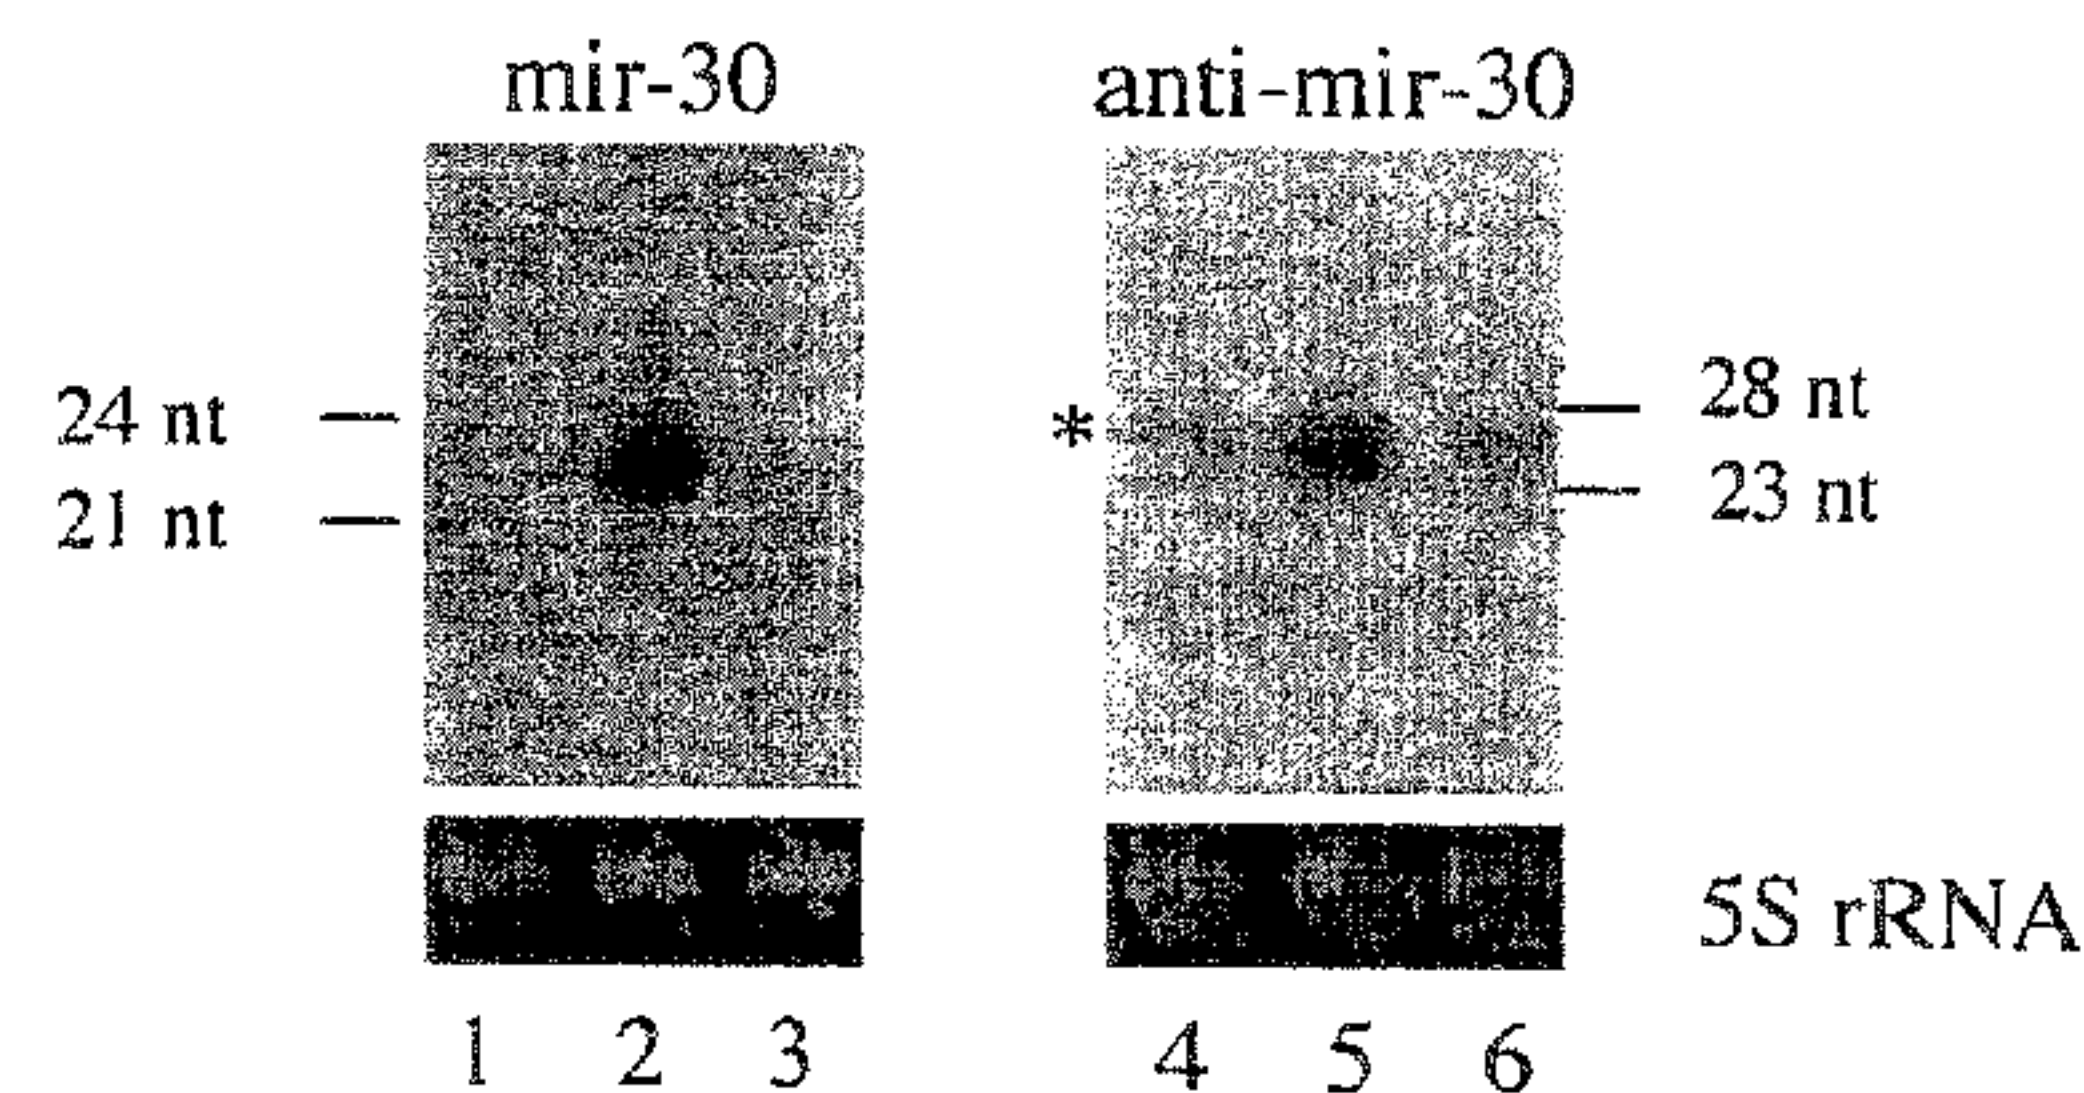 mir-30 anti-mir-30
24 nt
21 nt
*
28 nt
23 nt
5S rRNA
1 2 3 4 5 6